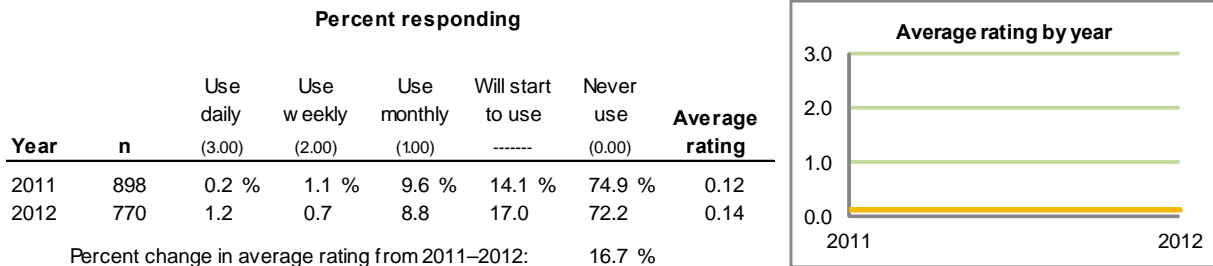 Percent responding
Use Use Use Will start Never
daily weekly monthly to use use Average
Year n (3.00) (2.00) (1.00) ------- (0.00) rating
2011 898 0.2 % 1.1 % 9.6 % 14.1 % 74.9 % 0.12
2012 770 1.2 0.7 8.8 17.0 72.2 0.14
Percent change in average rating from 2011–2012: 16.7 %
Average rating by year
3.0
2.0
1.0
0.0
2011 2012